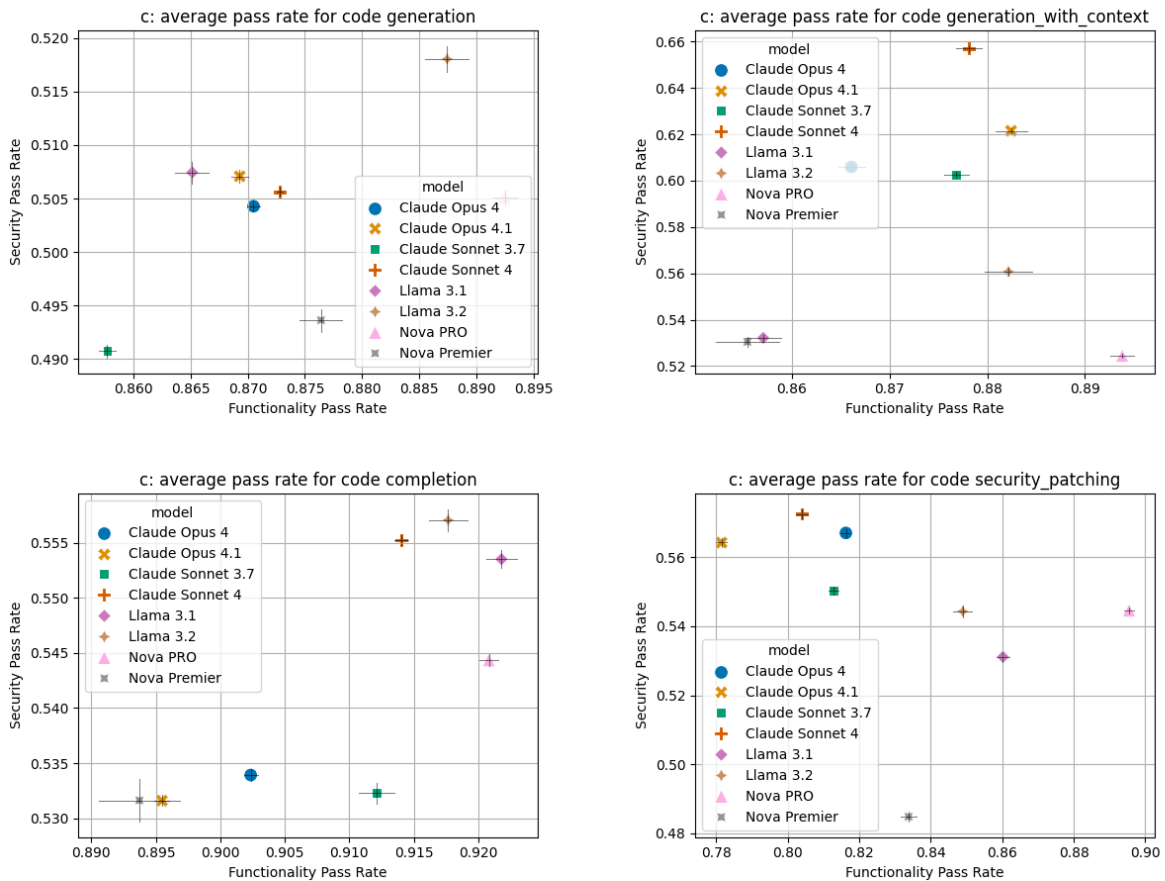 c: average pass rate for code generation
0.520
0.515
0.510
0.505
0.500
0.495
0.490
Security Pass Rate
model
Claude Opus 4
Claude Opus 4.1
Claude Sonnet 3.7
Claude Sonnet 4
Llama 3.1
Llama 3.2
Nova PRO
Nova Premier
0.860 0.865 0.870 0.875 0.880 0.885 0.890 0.895
Functionality Pass Rate
c: average pass rate for code generation_with_context
0.66
0.64
0.62
0.60
0.58
0.56
0.54
0.52
Security Pass Rate
model
Claude Opus 4
Claude Opus 4.1
Claude Sonnet 3.7
Claude Sonnet 4
Llama 3.1
Llama 3.2
Nova PRO
Nova Premier
0.86 0.87 0.88 0.89
Functionality Pass Rate
c: average pass rate for code completion
0.555
0.550
0.545
0.540
0.535
0.530
Security Pass Rate
model
Claude Opus 4
Claude Opus 4.1
Claude Sonnet 3.7
Claude Sonnet 4
Llama 3.1
Llama 3.2
Nova PRO
Nova Premier
0.890 0.895 0.900 0.905 0.910 0.915 0.920
Functionality Pass Rate
c: average pass rate for code security_patching
0.56
0.54
0.52
0.50
0.48
Security Pass Rate
model
Claude Opus 4
Claude Opus 4.1
Claude Sonnet 3.7
Claude Sonnet 4
Llama 3.1
Llama 3.2
Nova PRO
Nova Premier
0.78 0.80 0.82 0.84 0.86 0.88 0.90
Functionality Pass Rate